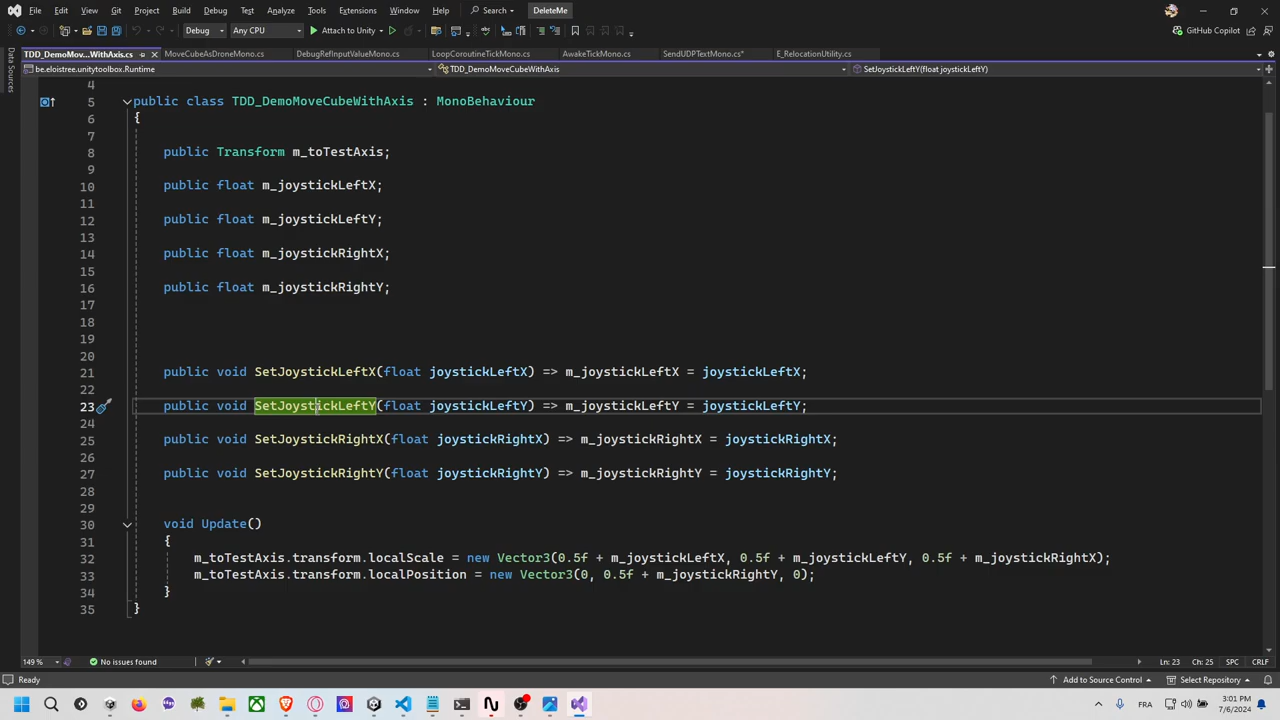 File Edit View Git Project Build Debug Test Analyze Tools Extensions Window Help Search DeleteMe
Debug Any CPU Attach to Unity GitHub Copilot
TDD_DemoMov....WithAxis.cs MoveCubeAsDroneMono.cs DebugRefInputValueMono.cs LoopCoroutineTickMono.cs AwakeTickMono.cs SendUDPTextMono.cs* E_RelocationUtility.cs
be.eloistree.unitytoolbox.Runtime TDD_DemoMoveCubeWithAxis SetJoystickLeftY(float joystickLeftY)
Data Sources
4
5 public class TDD_DemoMoveCubeWithAxis : MonoBehaviour
6 {
7
8 public Transform m_toTestAxis;
9
10 public float m_joystickLeftX;
11
12 public float m_joystickLeftY;
13
14 public float m_joystickRightX;
15
16 public float m_joystickRightY;
17
18
19
20
21 public void SetJoystickLeftX(float joystickLeftX) => m_joystickLeftX = joystickLeftX;
22
23 public void SetJoystickLeftY(float joystickLeftY) => m_joystickLeftY = joystickLeftY;
24
25 public void SetJoystickRightX(float joystickRightX) => m_joystickRightX = joystickRightX;
26
27 public void SetJoystickRightY(float joystickRightY) => m_joystickRightY = joystickRightY;
28
29
30 void Update()
31 {
32 m_toTestAxis.transform.localScale = new Vector3(0.5f + m_joystickLeftX, 0.5f + m_joystickLeftY, 0.5f + m_joystickRightX);
33 m_toTestAxis.transform.localPosition = new Vector3(0, 0.5f + m_joystickRightY, 0);
34 }
35 }
149 % No issues found Ln: 23 Ch: 25 SPC CRLF
Ready Add to Source Control Select Repository
FRA 3:01 PM
7/6/2024